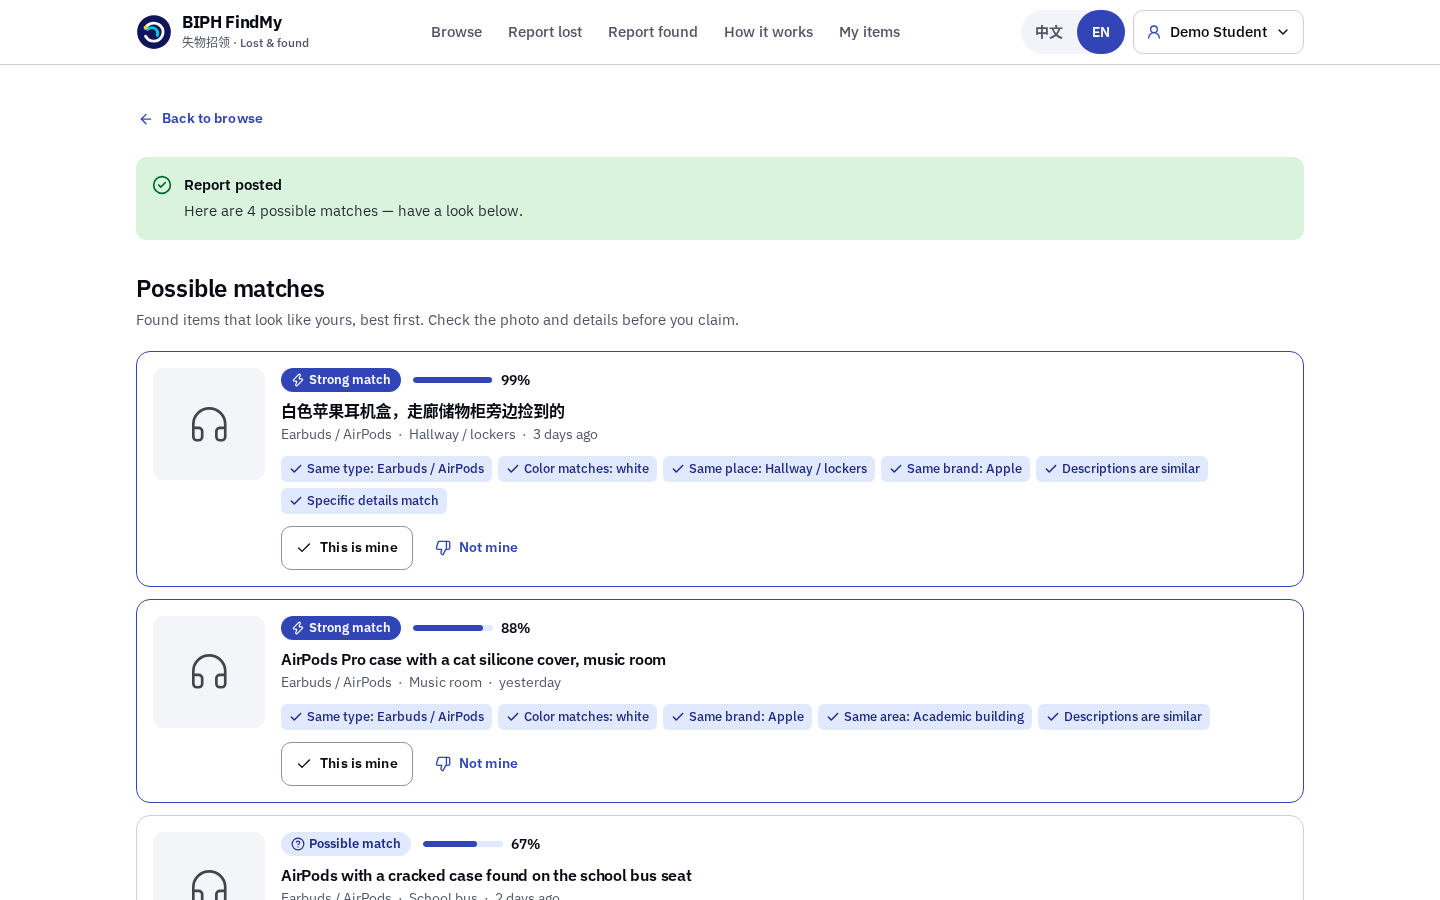 BIPH FindMy
失物招领 · Lost & found
Browse
Report lost
Report found
How it works
My items
中文
EN
Demo Student
Back to browse
Report posted
Here are 4 possible matches — have a look below.
Possible matches
Found items that look like yours, best first. Check the photo and details before you claim.
Strong match 99%
白色苹果耳机盒，走廊储物柜旁边捡到的
Earbuds / AirPods · Hallway / lockers · 3 days ago
Same type: Earbuds / AirPods Color matches: white Same place: Hallway / lockers Same brand: Apple Descriptions are similar
Specific details match
This is mine Not mine
Strong match 88%
AirPods Pro case with a cat silicone cover, music room
Earbuds / AirPods · Music room · yesterday
Same type: Earbuds / AirPods Color matches: white Same brand: Apple Same area: Academic building Descriptions are similar
This is mine Not mine
Possible match 67%
AirPods with a cracked case found on the school bus seat
Earbuds / AirPods · School bus · 2 days ago